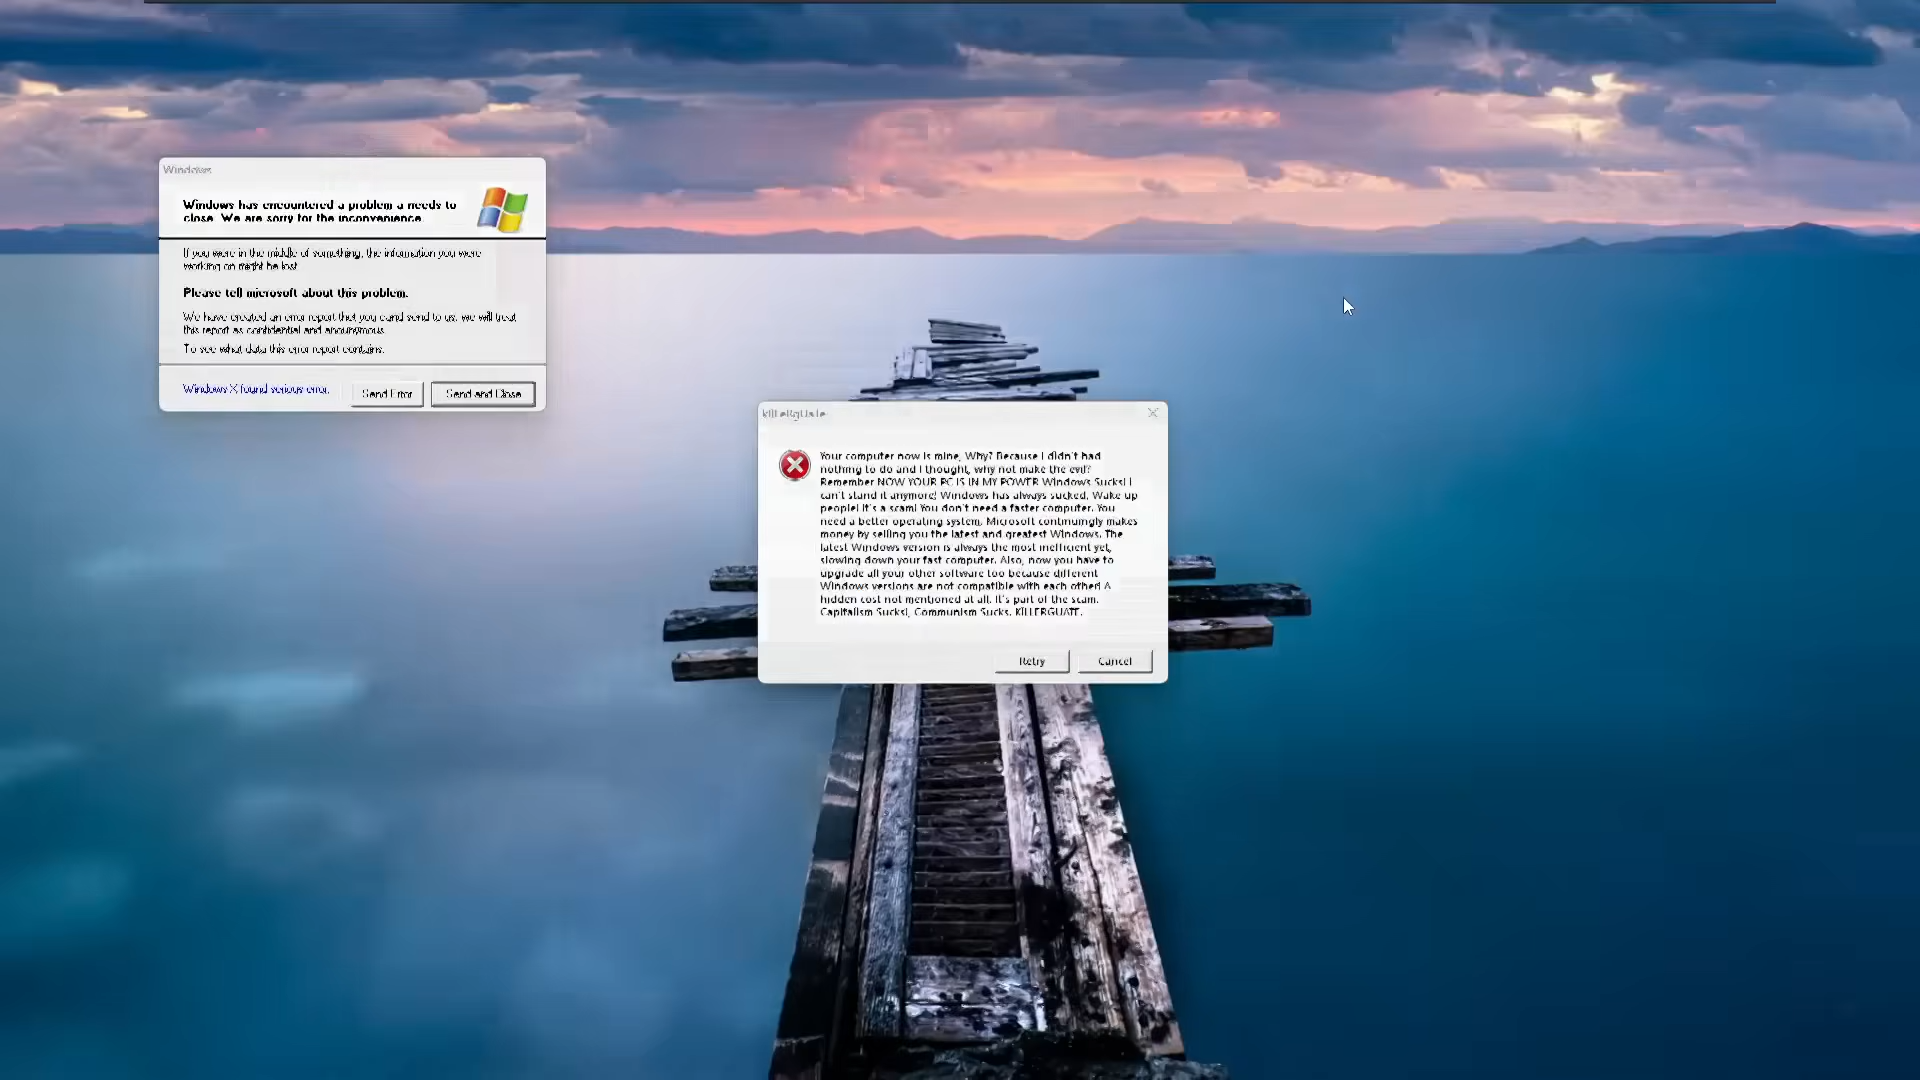 Windows
Windows has encountered a problem a needs to
close. We are sorry for the inconvenience.
If you were in the middle of something, the information you were
working on might be lost
Please tell microsoft about this problem.
We have created an error report that you cand send to us. we will treat
this report as confidential and anounymous
To see what data this error report contains.
Windows X found serious error.
Send Error
Send and Close
kIlLeRgUaTe
Your computer now is mine, Why? Because I didn't had
nothing to do and I thought, why not make the evil?
Remember NOW YOUR PC IS IN MY POWER Windows Sucks! I
can't stand it anymore! Windows has always sucked. Wake up
people! It's a scam! You don't need a faster computer. You
need a better operating system. Microsoft continuingly makes
money by selling you the latest and greatest Windows. The
latest Windows version is always the most inefficient yet,
slowing down your fast computer. Also, now you have to
upgrade all your other software too because different
Windows versions are not compatible with each other! A
hidden cost not mentioned at all. It's part of the scam.
Capitalism Sucks!, Communism Sucks. KILLERGUATE.
Retry
Cancel